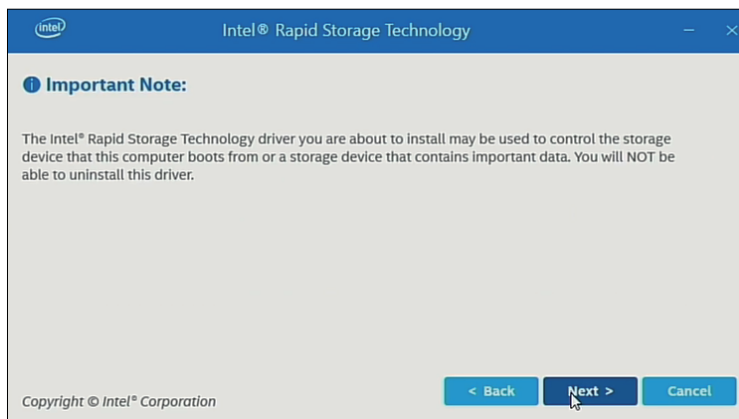 intel
Intel® Rapid Storage Technology
Important Note:
The Intel® Rapid Storage Technology driver you are about to install may be used to control the storage
device that this computer boots from or a storage device that contains important data. You will NOT be
able to uninstall this driver.
< Back
Next >
Cancel
Copyright © Intel® Corporation